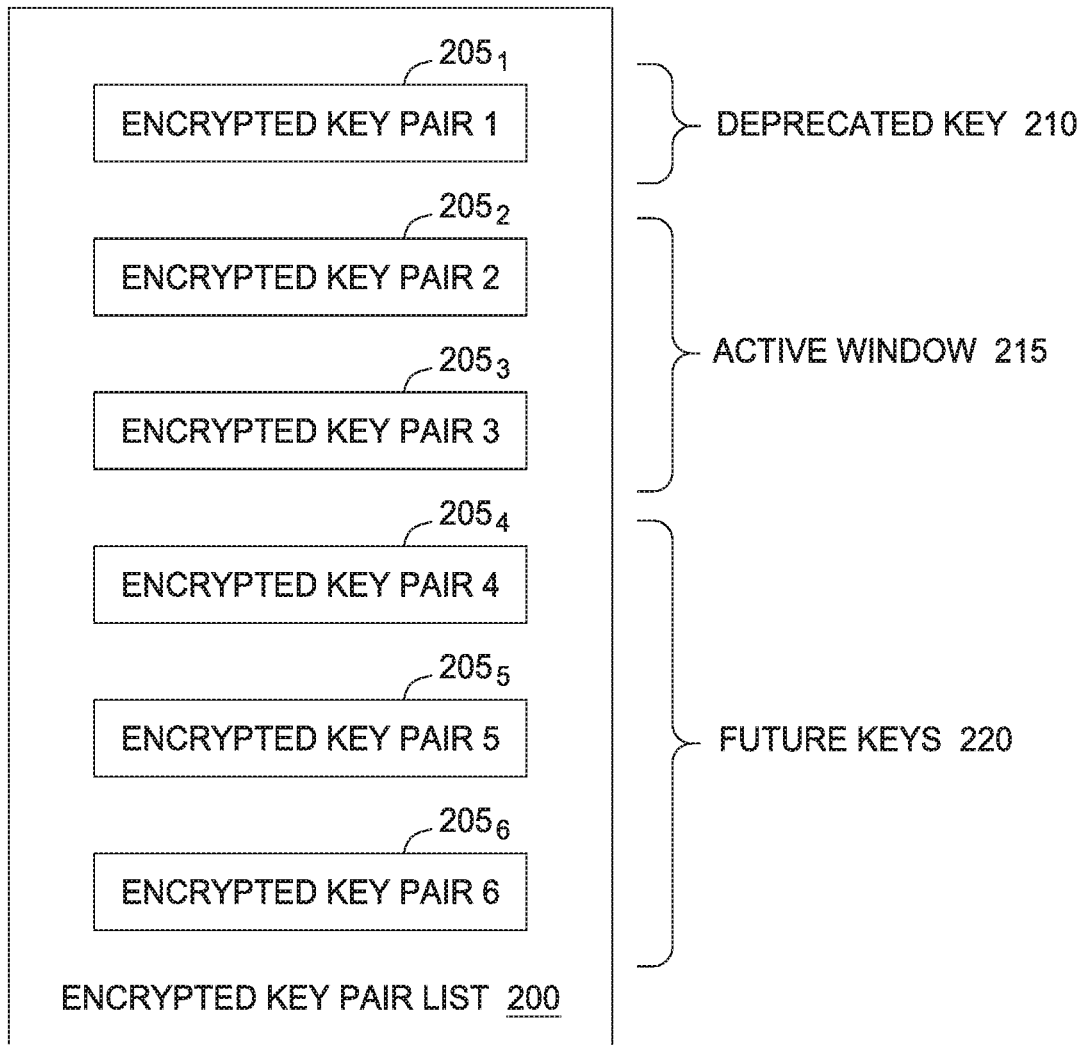 205₁
ENCRYPTED KEY PAIR 1
DEPRECATED KEY 210
205₂
ENCRYPTED KEY PAIR 2
ACTIVE WINDOW 215
205₃
ENCRYPTED KEY PAIR 3
205₄
ENCRYPTED KEY PAIR 4
205₅
ENCRYPTED KEY PAIR 5
FUTURE KEYS 220
205₆
ENCRYPTED KEY PAIR 6
ENCRYPTED KEY PAIR LIST 200